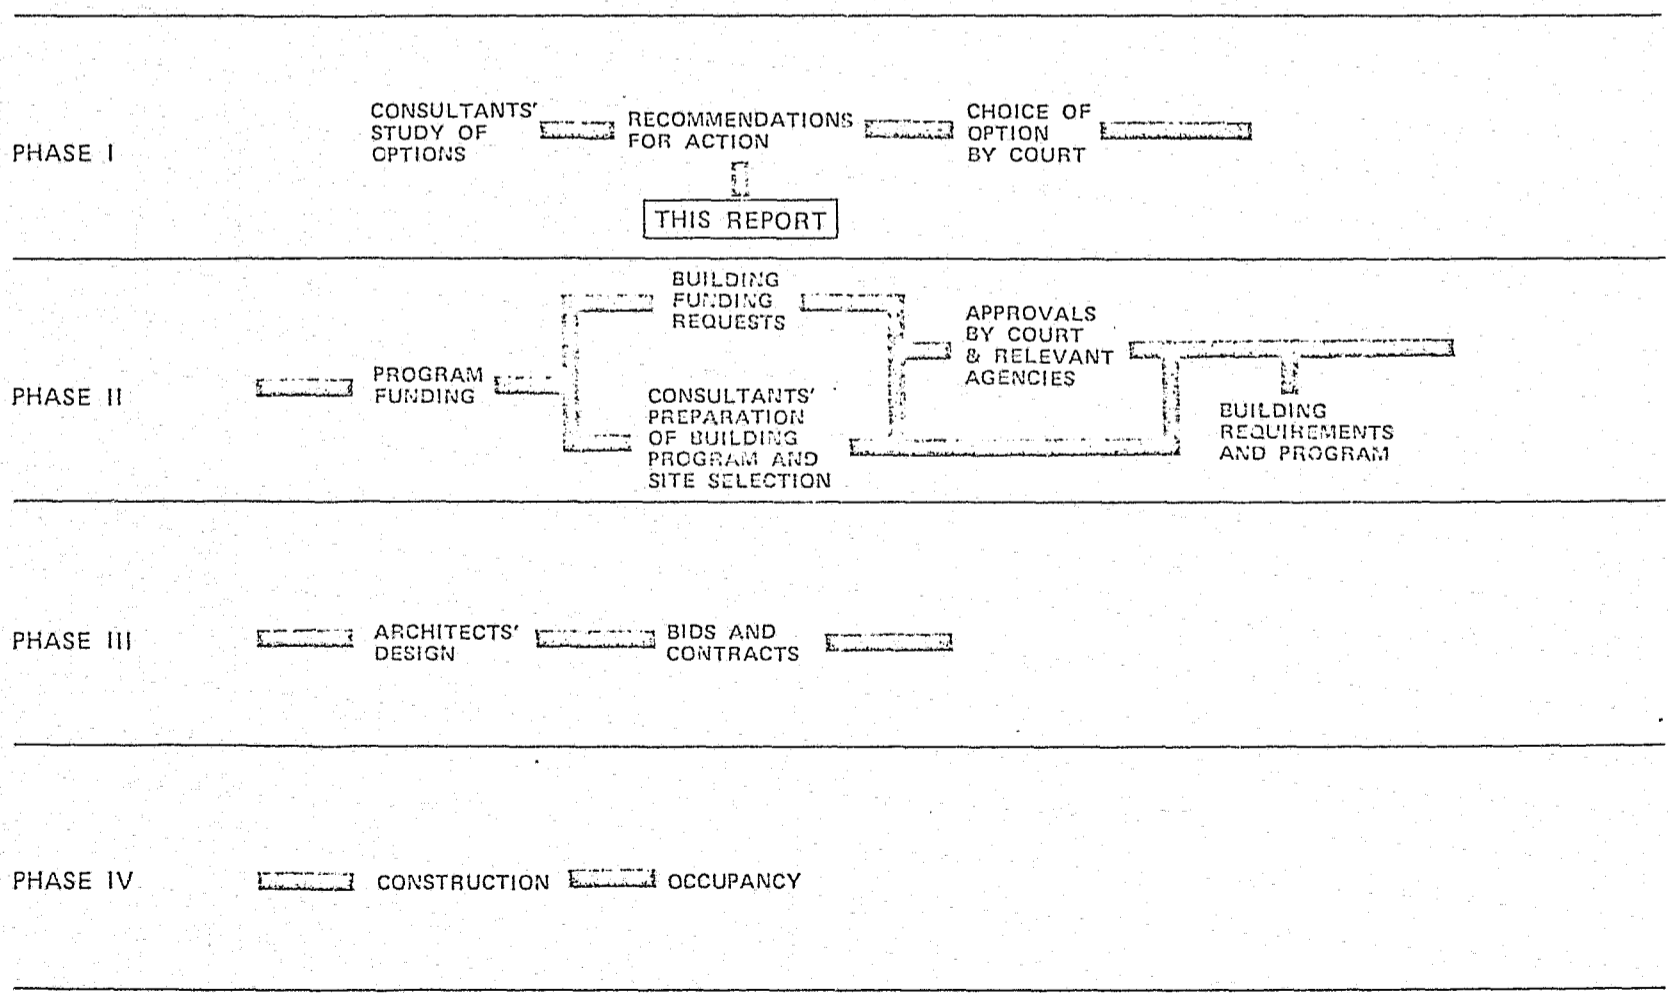 PHASE I
CONSULTANTS'
STUDY OF
OPTIONS
RECOMMENDATIONS
FOR ACTION
CHOICE OF
OPTION
BY COURT
THIS REPORT
PHASE II
PROGRAM
FUNDING
BUILDING
FUNDING
REQUESTS
CONSULTANTS'
PREPARATION
OF BUILDING
PROGRAM AND
SITE SELECTION
APPROVALS
BY COURT
& RELEVANT
AGENCIES
BUILDING
REQUIREMENTS
AND PROGRAM
PHASE III
ARCHITECTS'
DESIGN
BIDS AND
CONTRACTS
PHASE IV
CONSTRUCTION
OCCUPANCY